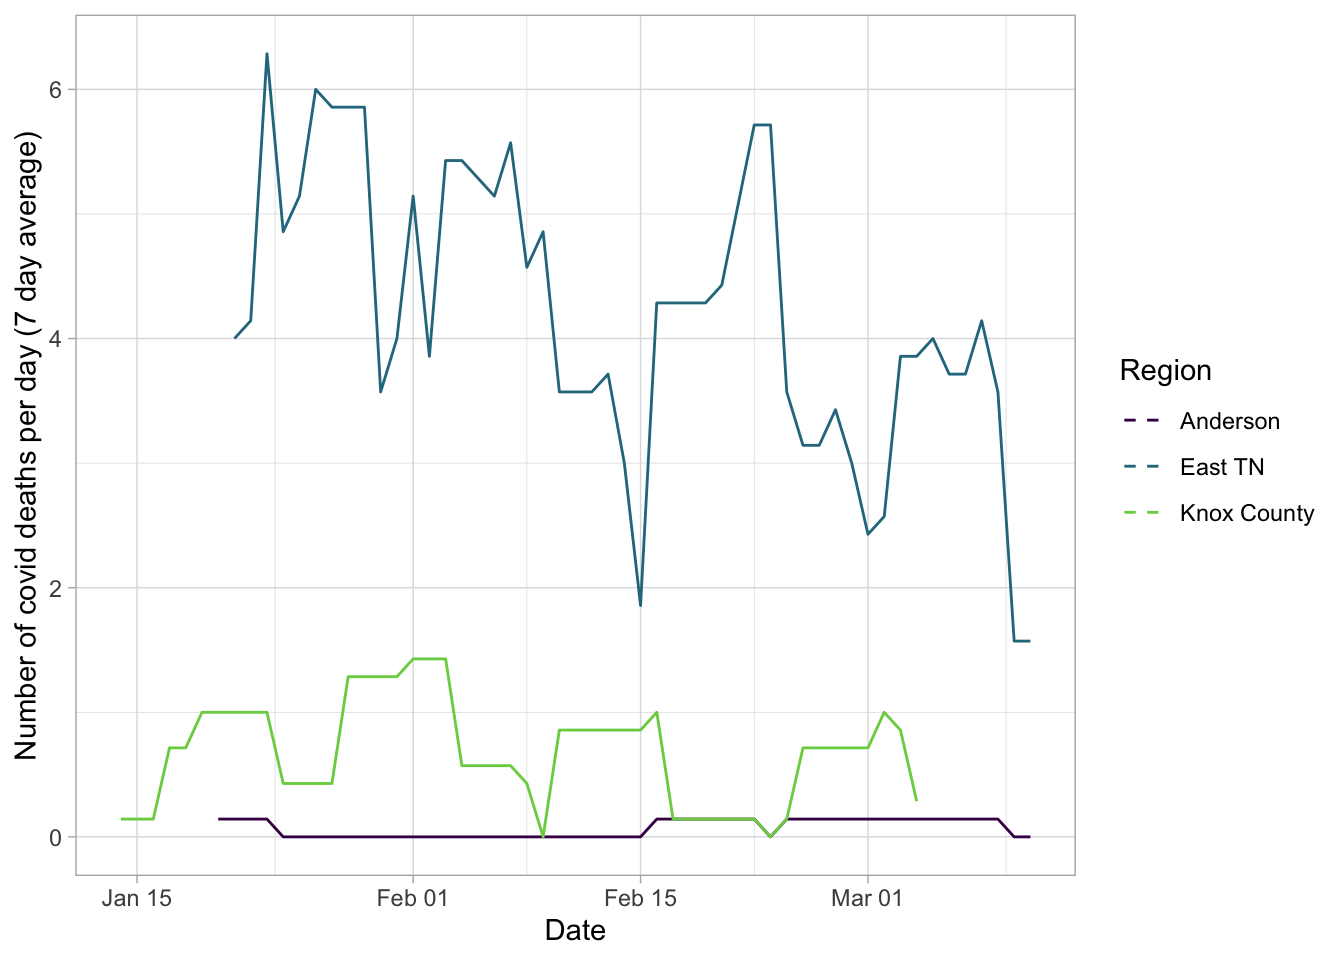 Number of covid deaths per day (7 day average)
6
4
2
0
Jan 15
Feb 01
Feb 15
Mar 01
Date
Region
Anderson
East TN
Knox County